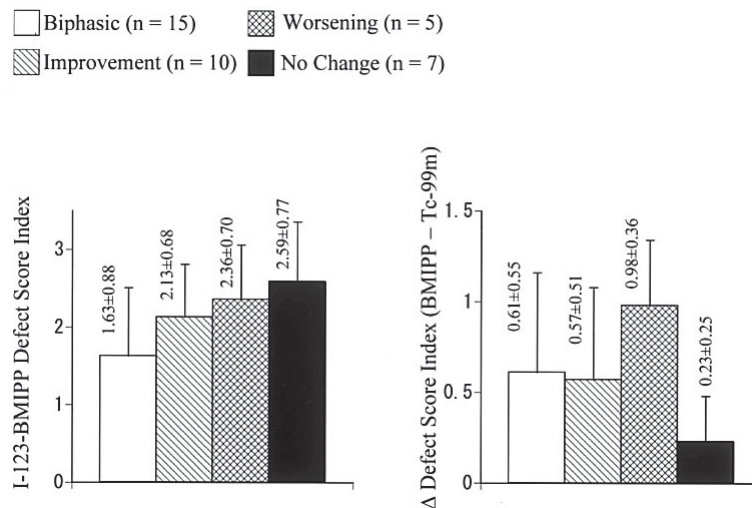 Biphasic (n = 15)
Worsening (n = 5)
Improvement (n = 10)
No Change (n = 7)
I-123-BMIPP Defect Score Index
3
2
1
0
1.63±0.88
2.13±0.68
2.36±0.70
2.59±0.77
Δ Defect Score Index (BMIPP – Tc-99m)
1.5
1
0.5
0
0.61±0.55
0.57±0.51
0.98±0.36
0.23±0.25